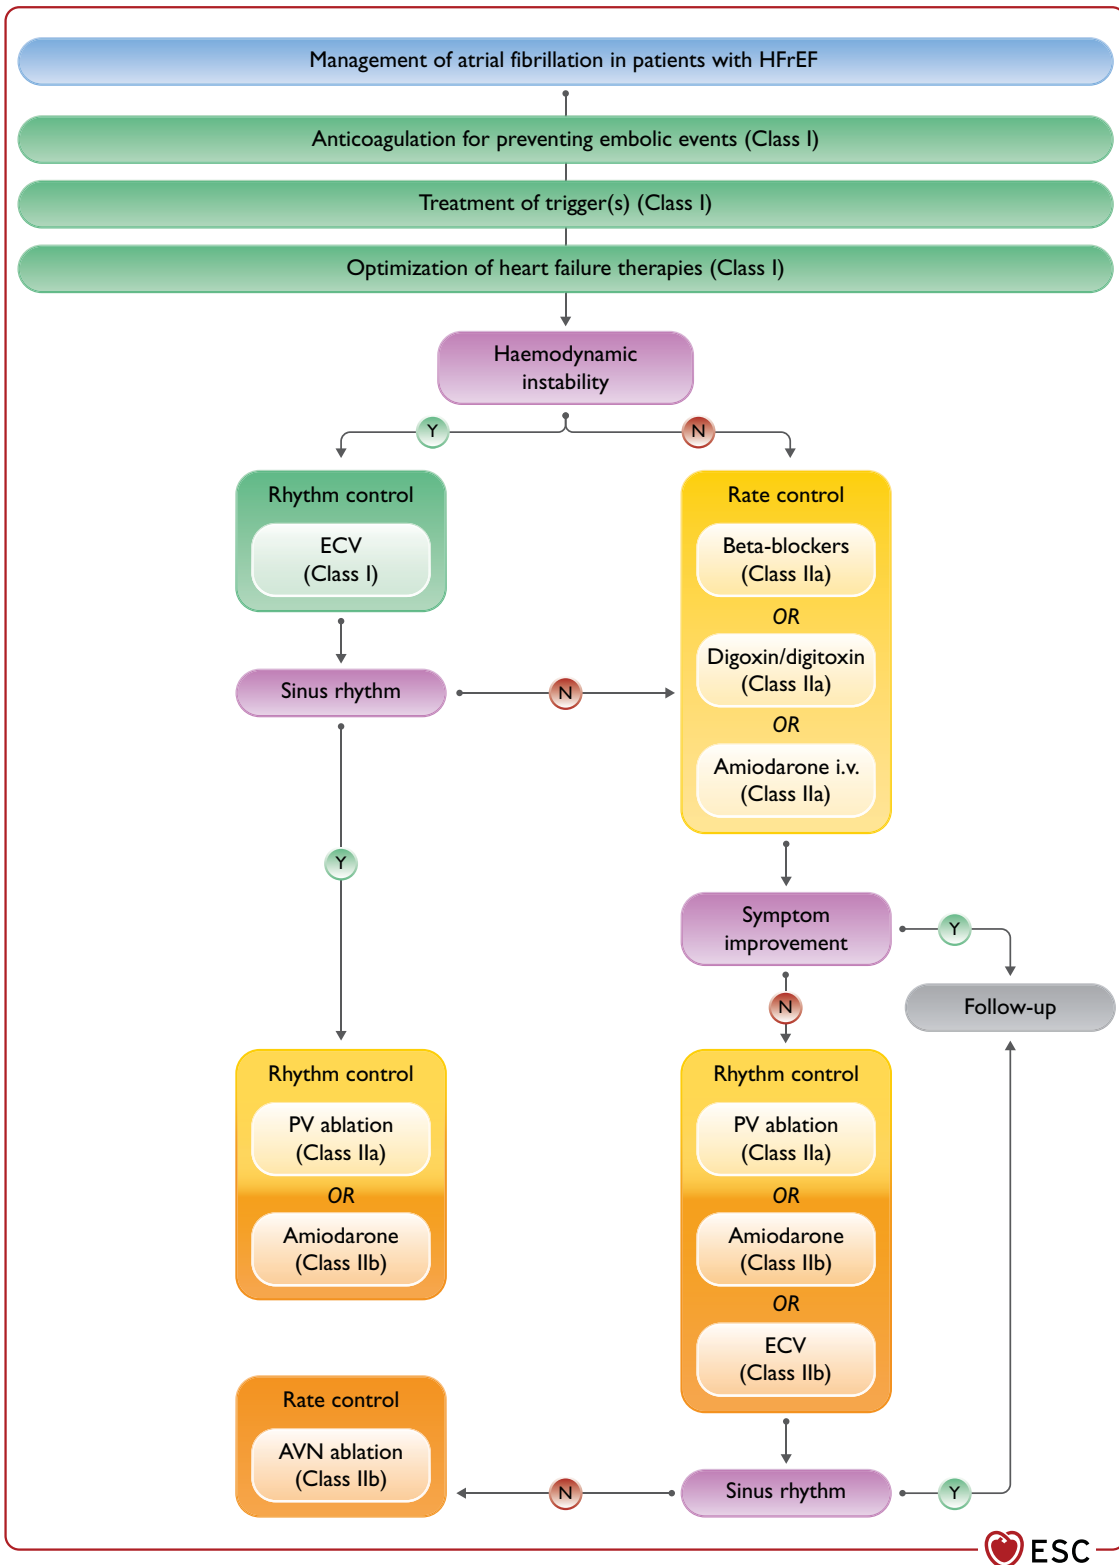 Management of atrial fibrillation in patients with HFrEF
Anticoagulation for preventing embolic events (Class I)
Treatment of trigger(s) (Class I)
Optimization of heart failure therapies (Class I)
Haemodynamic
instability
Y
N
Rhythm control
ECV
(Class I)
Rate control
Beta-blockers
(Class IIa)
OR
Digoxin/digitoxin
(Class IIa)
OR
Amiodarone i.v.
(Class IIa)
Sinus rhythm
N
Y
Symptom
improvement
Y
N
Follow-up
Rhythm control
PV ablation
(Class IIa)
OR
Amiodarone
(Class IIb)
Rhythm control
PV ablation
(Class IIa)
OR
Amiodarone
(Class IIb)
OR
ECV
(Class IIb)
Rate control
AVN ablation
(Class IIb)
N
Sinus rhythm
Y
ESC